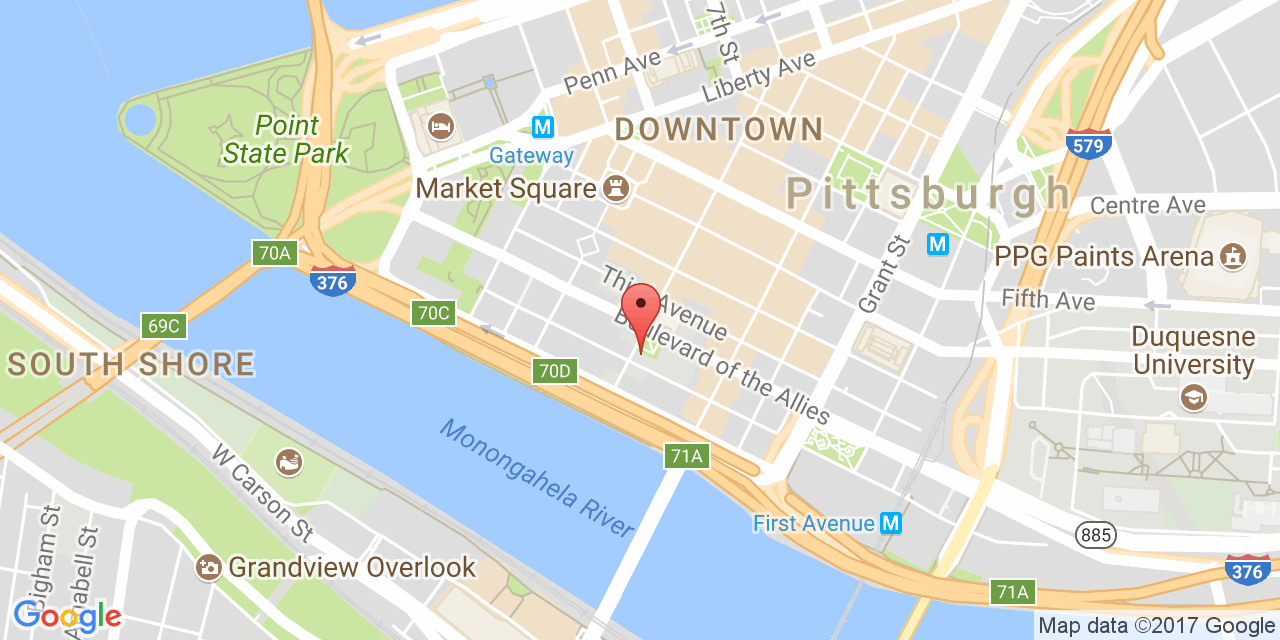 7th St
Penn Ave
Liberty Ave
Point
State Park
M
Gateway
DOWNTOWN
579
Market Square
Pittsburgh
Centre Ave
M
70A
376
Grant St
PPG Paints Arena
Fifth Ave
Avenue
70C
69C
Boulevard of the Allies
Duquesne
University
SOUTH SHORE
70D
Monongahela River
71A
W Carson St
First Avenue M
885
Bigham St
Grandview Overlook
376
71A
Google
Map data ©2017 Google